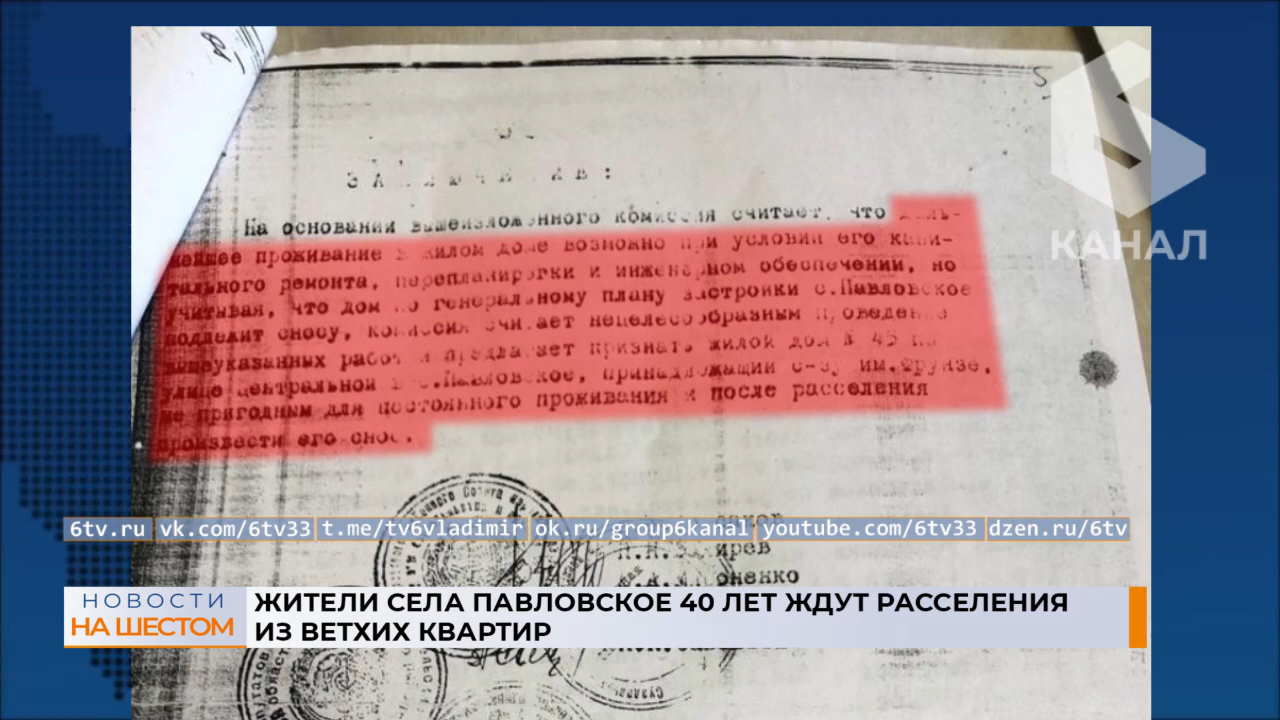 5
КАНАЛ
На основании вышеизложенного комиссия считает, что даль-
нейшее проживание в жилом доме возможно при условии его капи-
тального ремонта, перепланировки и инженерном обеспечении, но
учитывая, что дом по генеральному плану застройки с.Павловское
подлежит сносу, комиссия считает нецелесообразным проведение
вышеуказанных работ и предлагает признать жилой дом № 45 по
улице Центральной в с.Павловское, принадлежащий с-зу им.Фрунзе,
не пригодным для постоянного проживания и после расселения
произвести его снос.
6tv.ru vk.com/6tv33 t.me/tv6vladimir ok.ru/group6kanal youtube.com/6tv33 dzen.ru/6tv
НОВОСТИ
НА ШЕСТОМ
ЖИТЕЛИ СЕЛА ПАВЛОВСКОЕ 40 ЛЕТ ЖДУТ РАССЕЛЕНИЯ
ИЗ ВЕТХИХ КВАРТИР